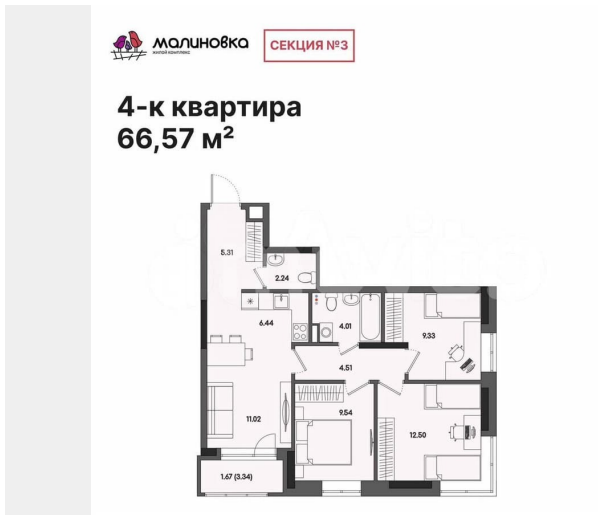 малиновка
жилой комплекс
СЕКЦИЯ №3
4-к квартира
66,57 м²
5.31
2.24
6.44
4.01
9.33
4.51
11.02
9.54
12.50
1.67 (3.34)
Avito